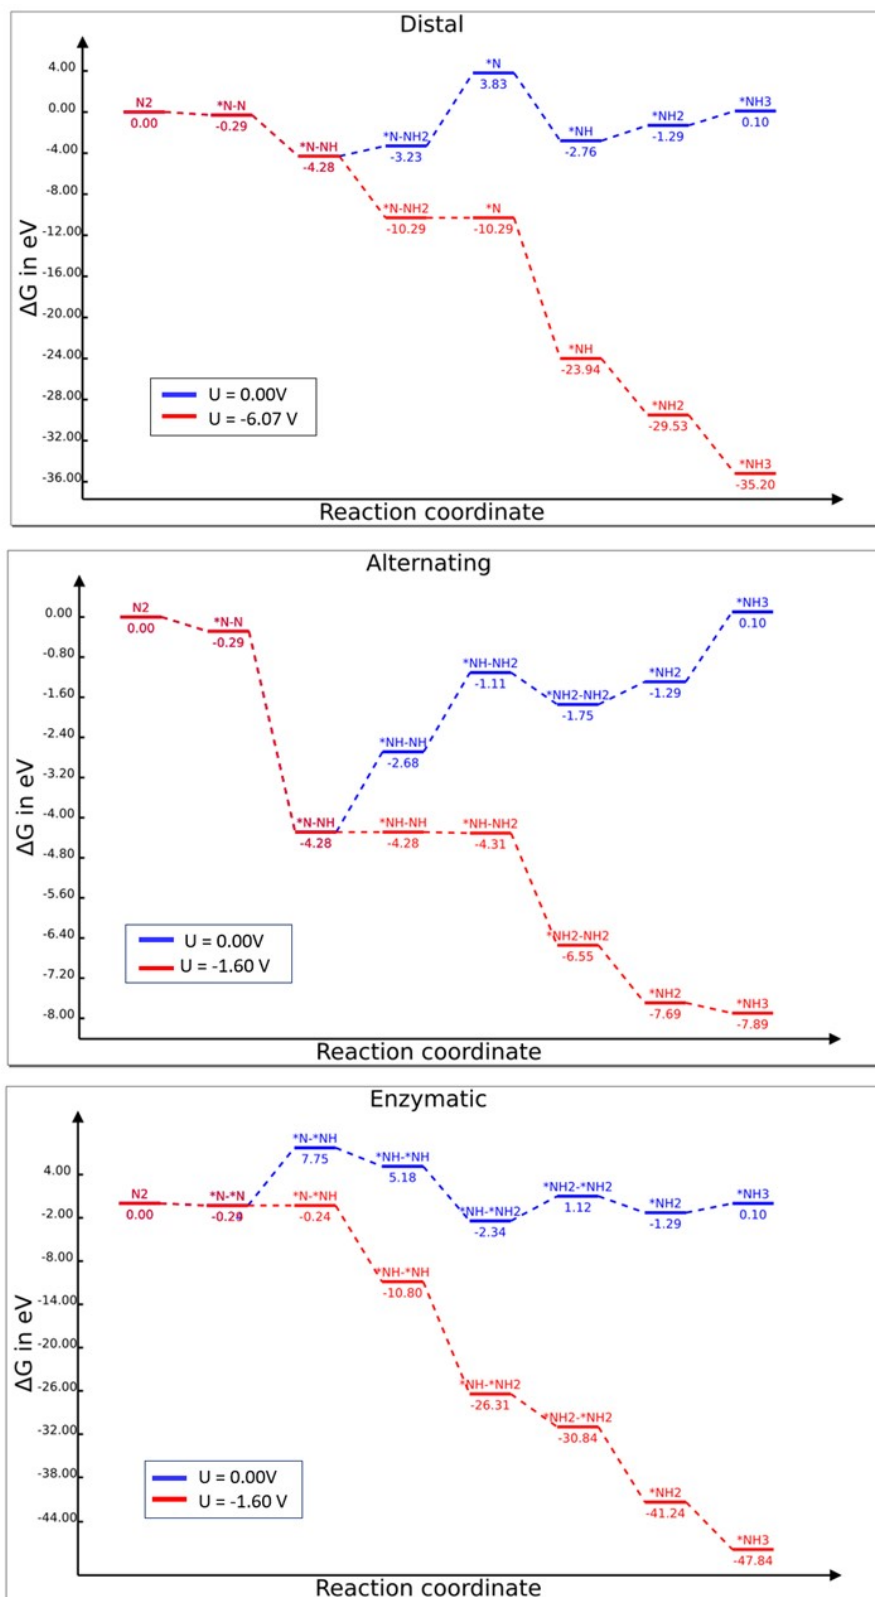 Distal
ΔG in eV
4.00
0.00
-4.00
-8.00
-12.00
-16.00
-20.00
-24.00
-28.00
-32.00
-36.00
N2
0.00
*N-N
-0.29
*N-NH
-4.28
*N-NH2
-3.23
*N
3.83
*NH
-2.76
*NH2
-1.29
*NH3
0.10
*N-NH2
-10.29
*N
-10.29
*NH
-23.94
*NH2
-29.53
*NH3
-35.20
U = 0.00V
U = -6.07 V
Reaction coordinate
Alternating
ΔG in eV
0.00
-0.80
-1.60
-2.40
-3.20
-4.00
-4.80
-5.60
-6.40
-7.20
-8.00
N2
0.00
*N-N
-0.29
*N-NH
-4.28
*NH-NH
-2.68
*NH-NH2
-1.11
*NH2-NH2
-1.75
*NH2
-1.29
*NH3
0.10
*NH-NH
-4.28
*NH-NH2
-4.31
*NH2-NH2
-6.55
*NH2
-7.69
*NH3
-7.89
U = 0.00V
U = -1.60 V
Reaction coordinate
Enzymatic
ΔG in eV
4.00
-2.00
-8.00
-14.00
-20.00
-26.00
-32.00
-38.00
-44.00
N2
0.00
*N-*N
*N-*NH
7.75
*NH-*NH
5.18
*NH-*NH2
-2.34
*NH2-*NH2
1.12
*NH2
-1.29
*NH3
0.10
*N-*NH
-0.24
*NH-*NH
-10.80
*NH-*NH2
-26.31
*NH2-*NH2
-30.84
*NH2
-41.24
*NH3
-47.84
U = 0.00V
U = -1.60 V
Reaction coordinate